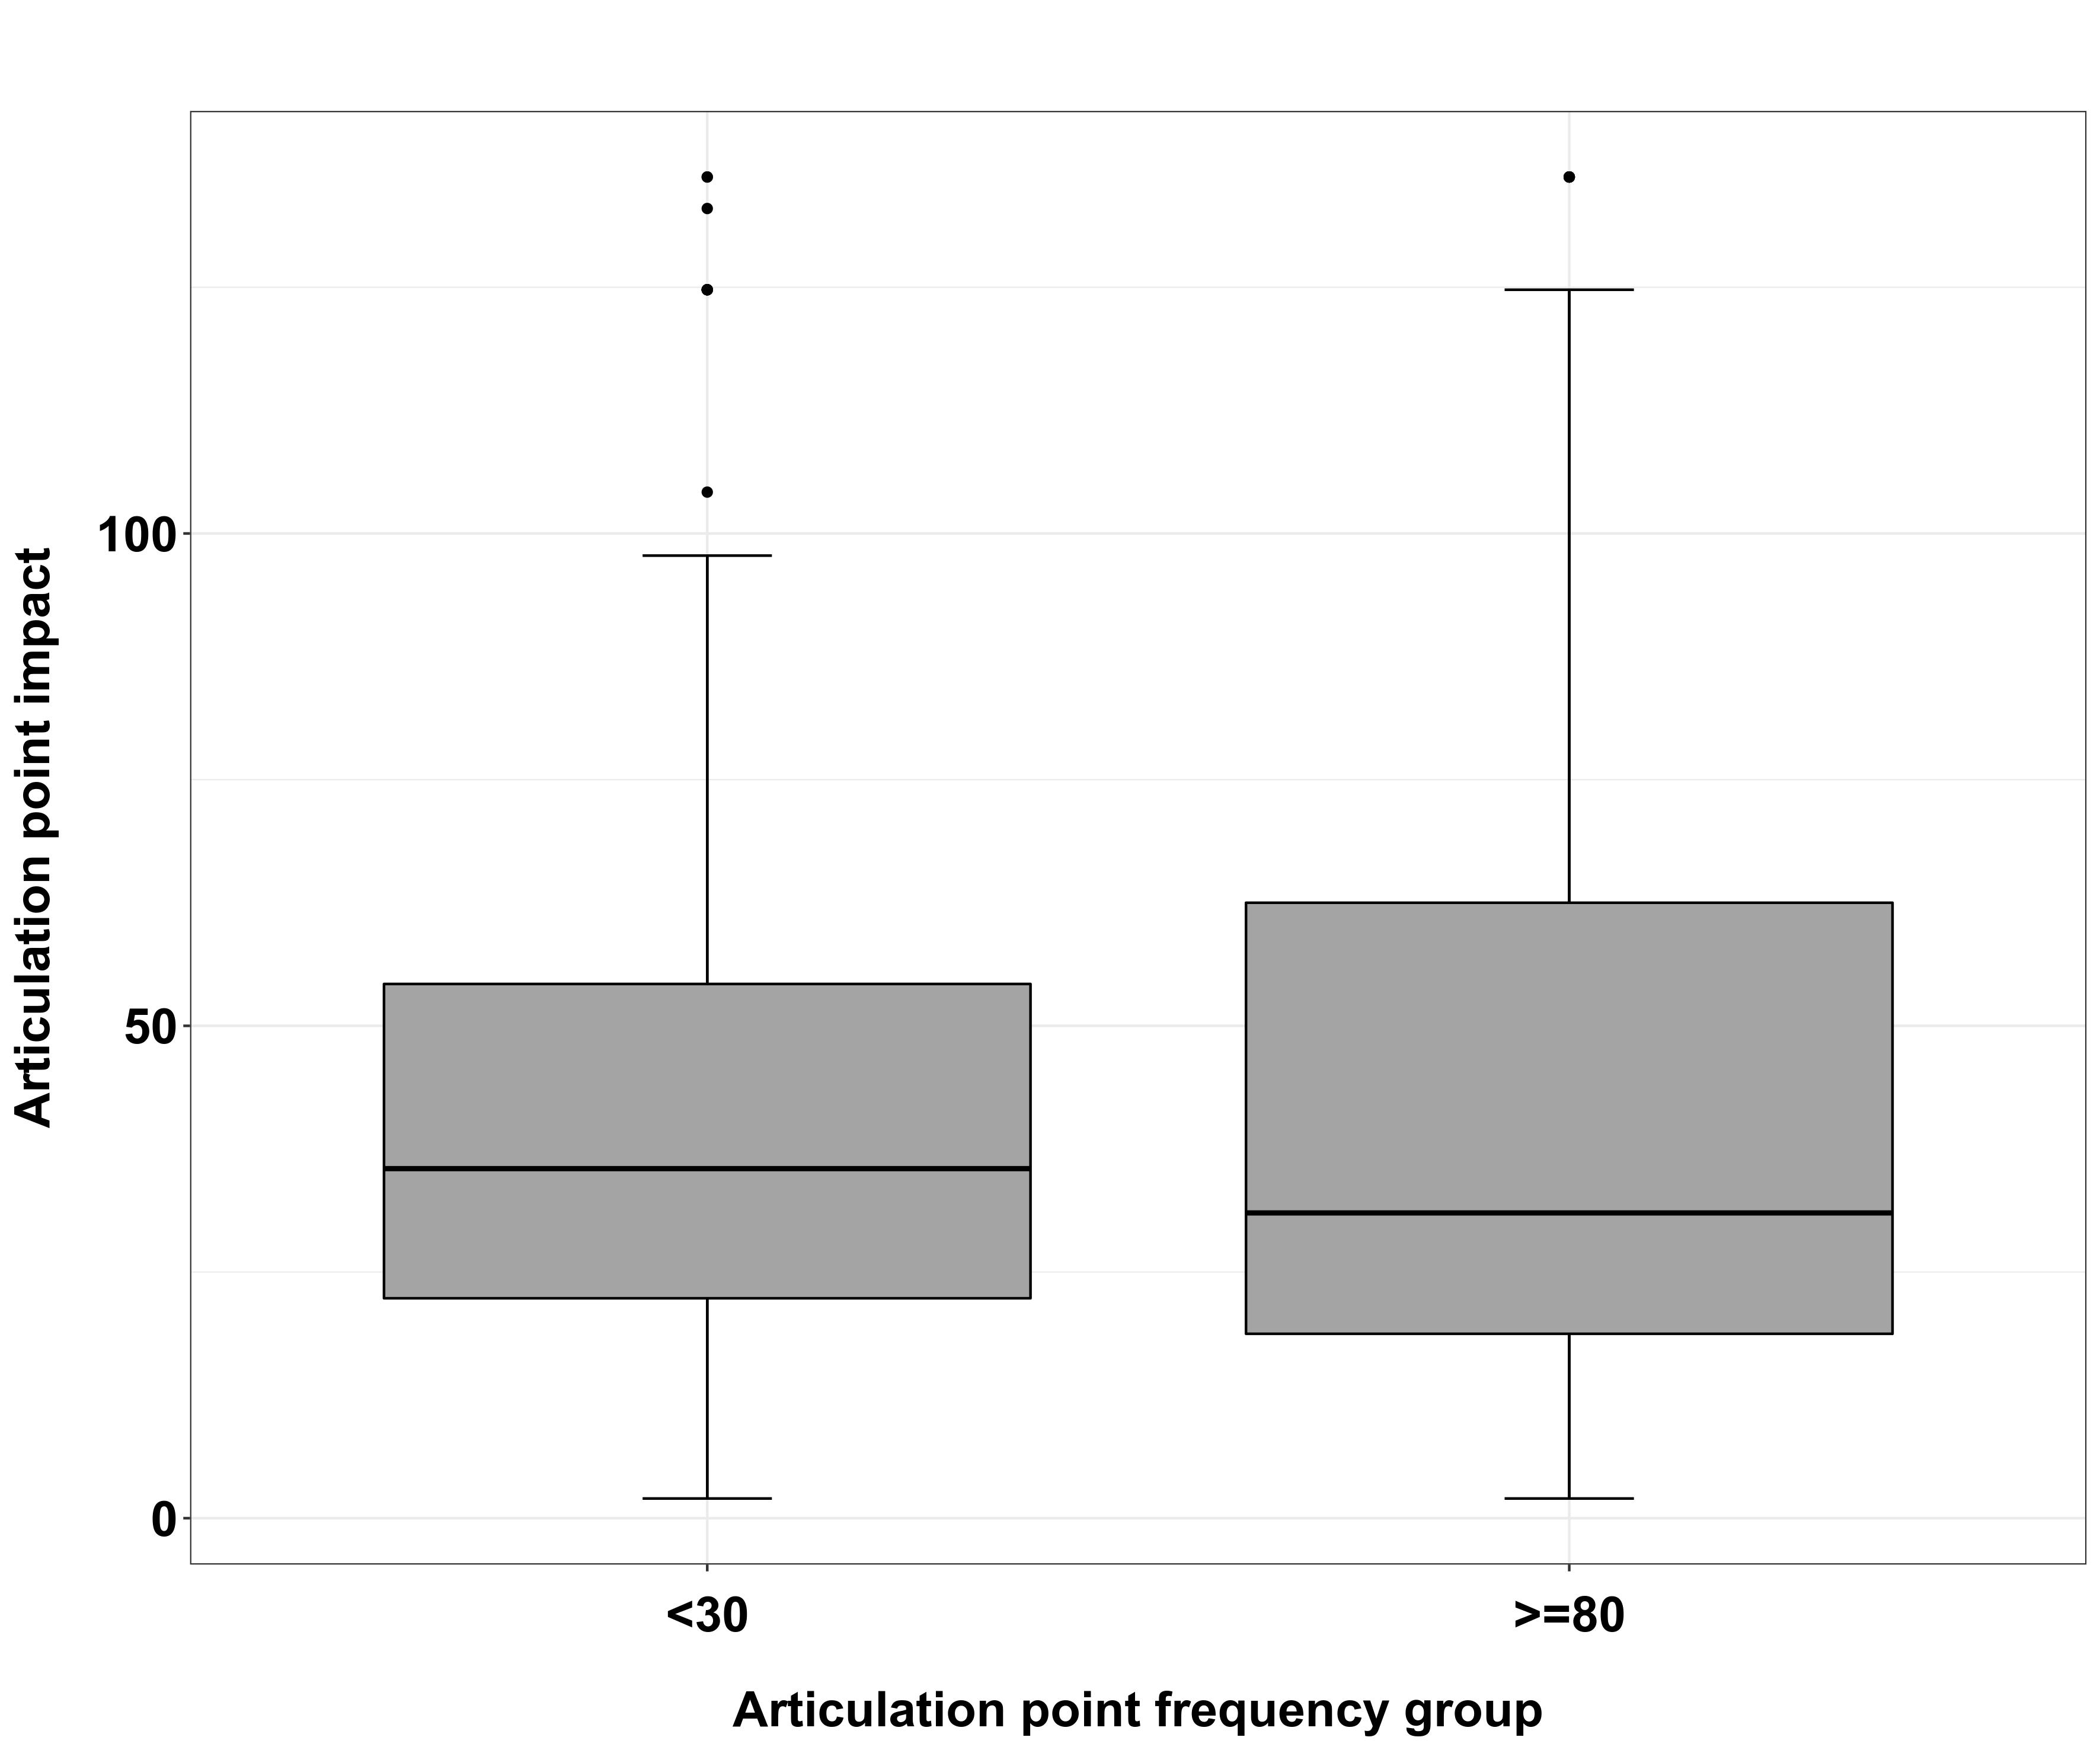 Articulation point impact
100
50
0
<30
>=80
Articulation point frequency group